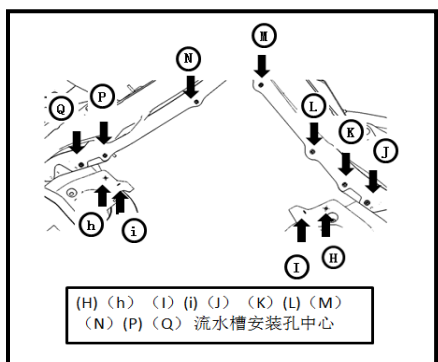 M
N
P
L
Q
K
J
h
i
I
H
(H)（h）（I）(i)（J）（K）(L)（M）
（N）(P)（Q）流水槽安装孔中心